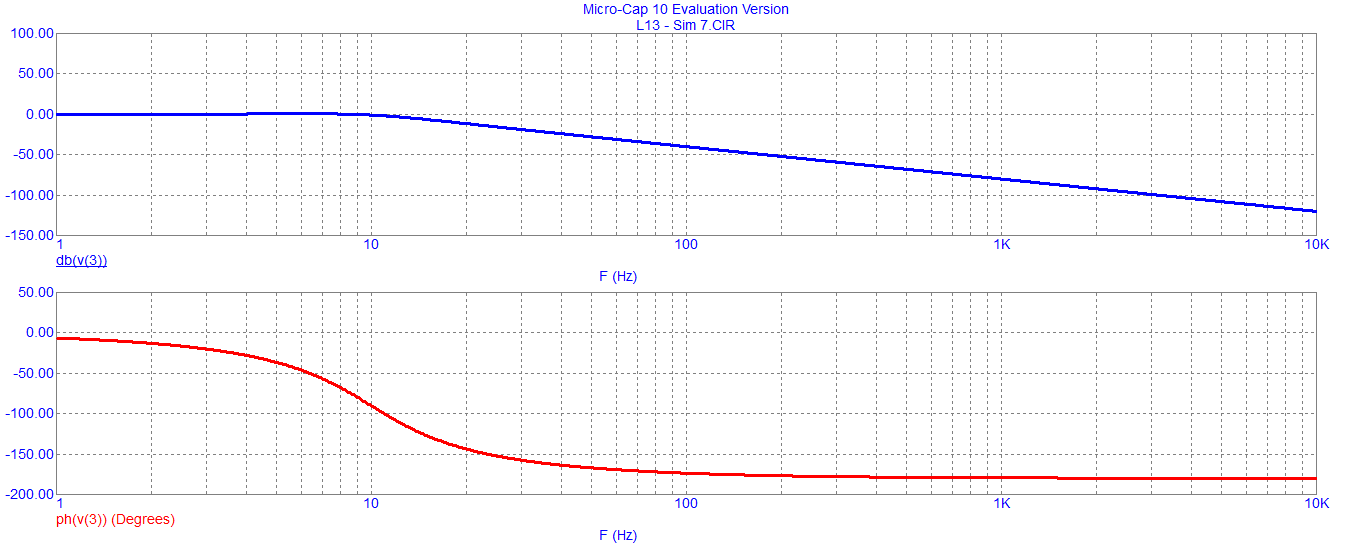 Micro-Cap 10 Evaluation Version
L13 - Sim 7.CIR
100.00
50.00
0.00
-50.00
-100.00
-150.00
1 10 100 1K 10K
db(v(3))
F (Hz)
50.00
0.00
-50.00
-100.00
-150.00
-200.00
1 10 100 1K 10K
ph(v(3)) (Degrees)
F (Hz)